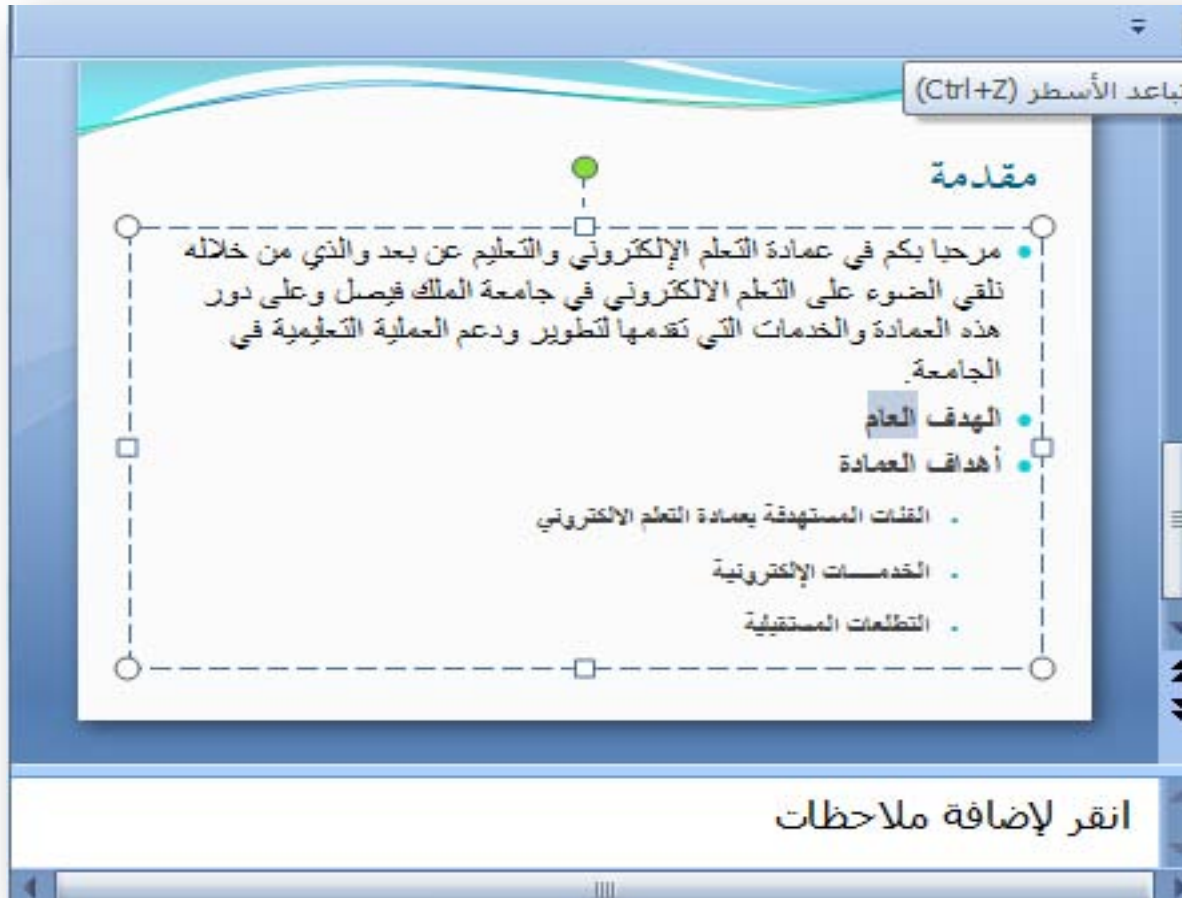 تباعد الأسطر (Ctrl+Z)
مقدمة
مرحبا بكم في عمادة التعلم الإلكتروني والتعليم عن بعد والذي من خلاله
نلقي الضوء على التعلم الالكتروني في جامعة الملك فيصل وعلى دور
هذه العمادة والخدمات التي تقدمها لتطوير ودعم العملية التعليمية في
الجامعة.
الهدف العام
أهداف العمادة
الفئات المستهدفة بعمادة التعلم الالكتروني
الخدمـــات الإلكترونية
التطلعات المستقبلية
انقر لإضافة ملاحظات